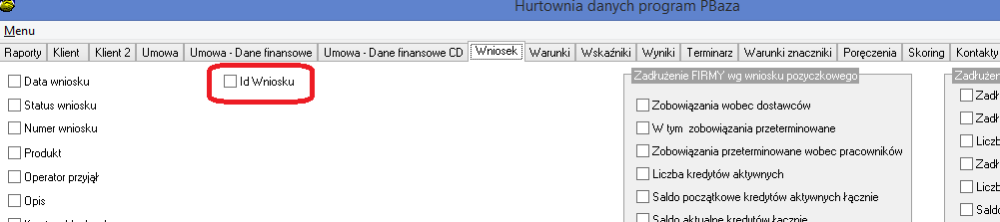 Hurtownia danych program PBaza
Menu
Raporty Klient Klient 2 Umowa Umowa - Dane finansowe Umowa - Dane finansowe CD Wniosek Warunki Wskaźniki Wyniki Terminarz Warunki znaczniki Poręczenia Skoring Kontakty
Data wniosku
Status wniosku
Numer wniosku
Produkt
Operator przyjął
Opis
Id Wniosku
Zadłużenie FIRMY wg wniosku pozyczkowego
Zobowiązania wobec dostawców
W tym zobowiązania przeterminowane
Zobowiązania przeterminowane wobec pracowników
Liczba kredytów aktywnych
Saldo początkowe kredytów aktywnych łącznie
Saldo aktualne kredytów łącznie
Zadłużen
Zadł
Zadł
Liczb
Zadł
Liczb
Sald